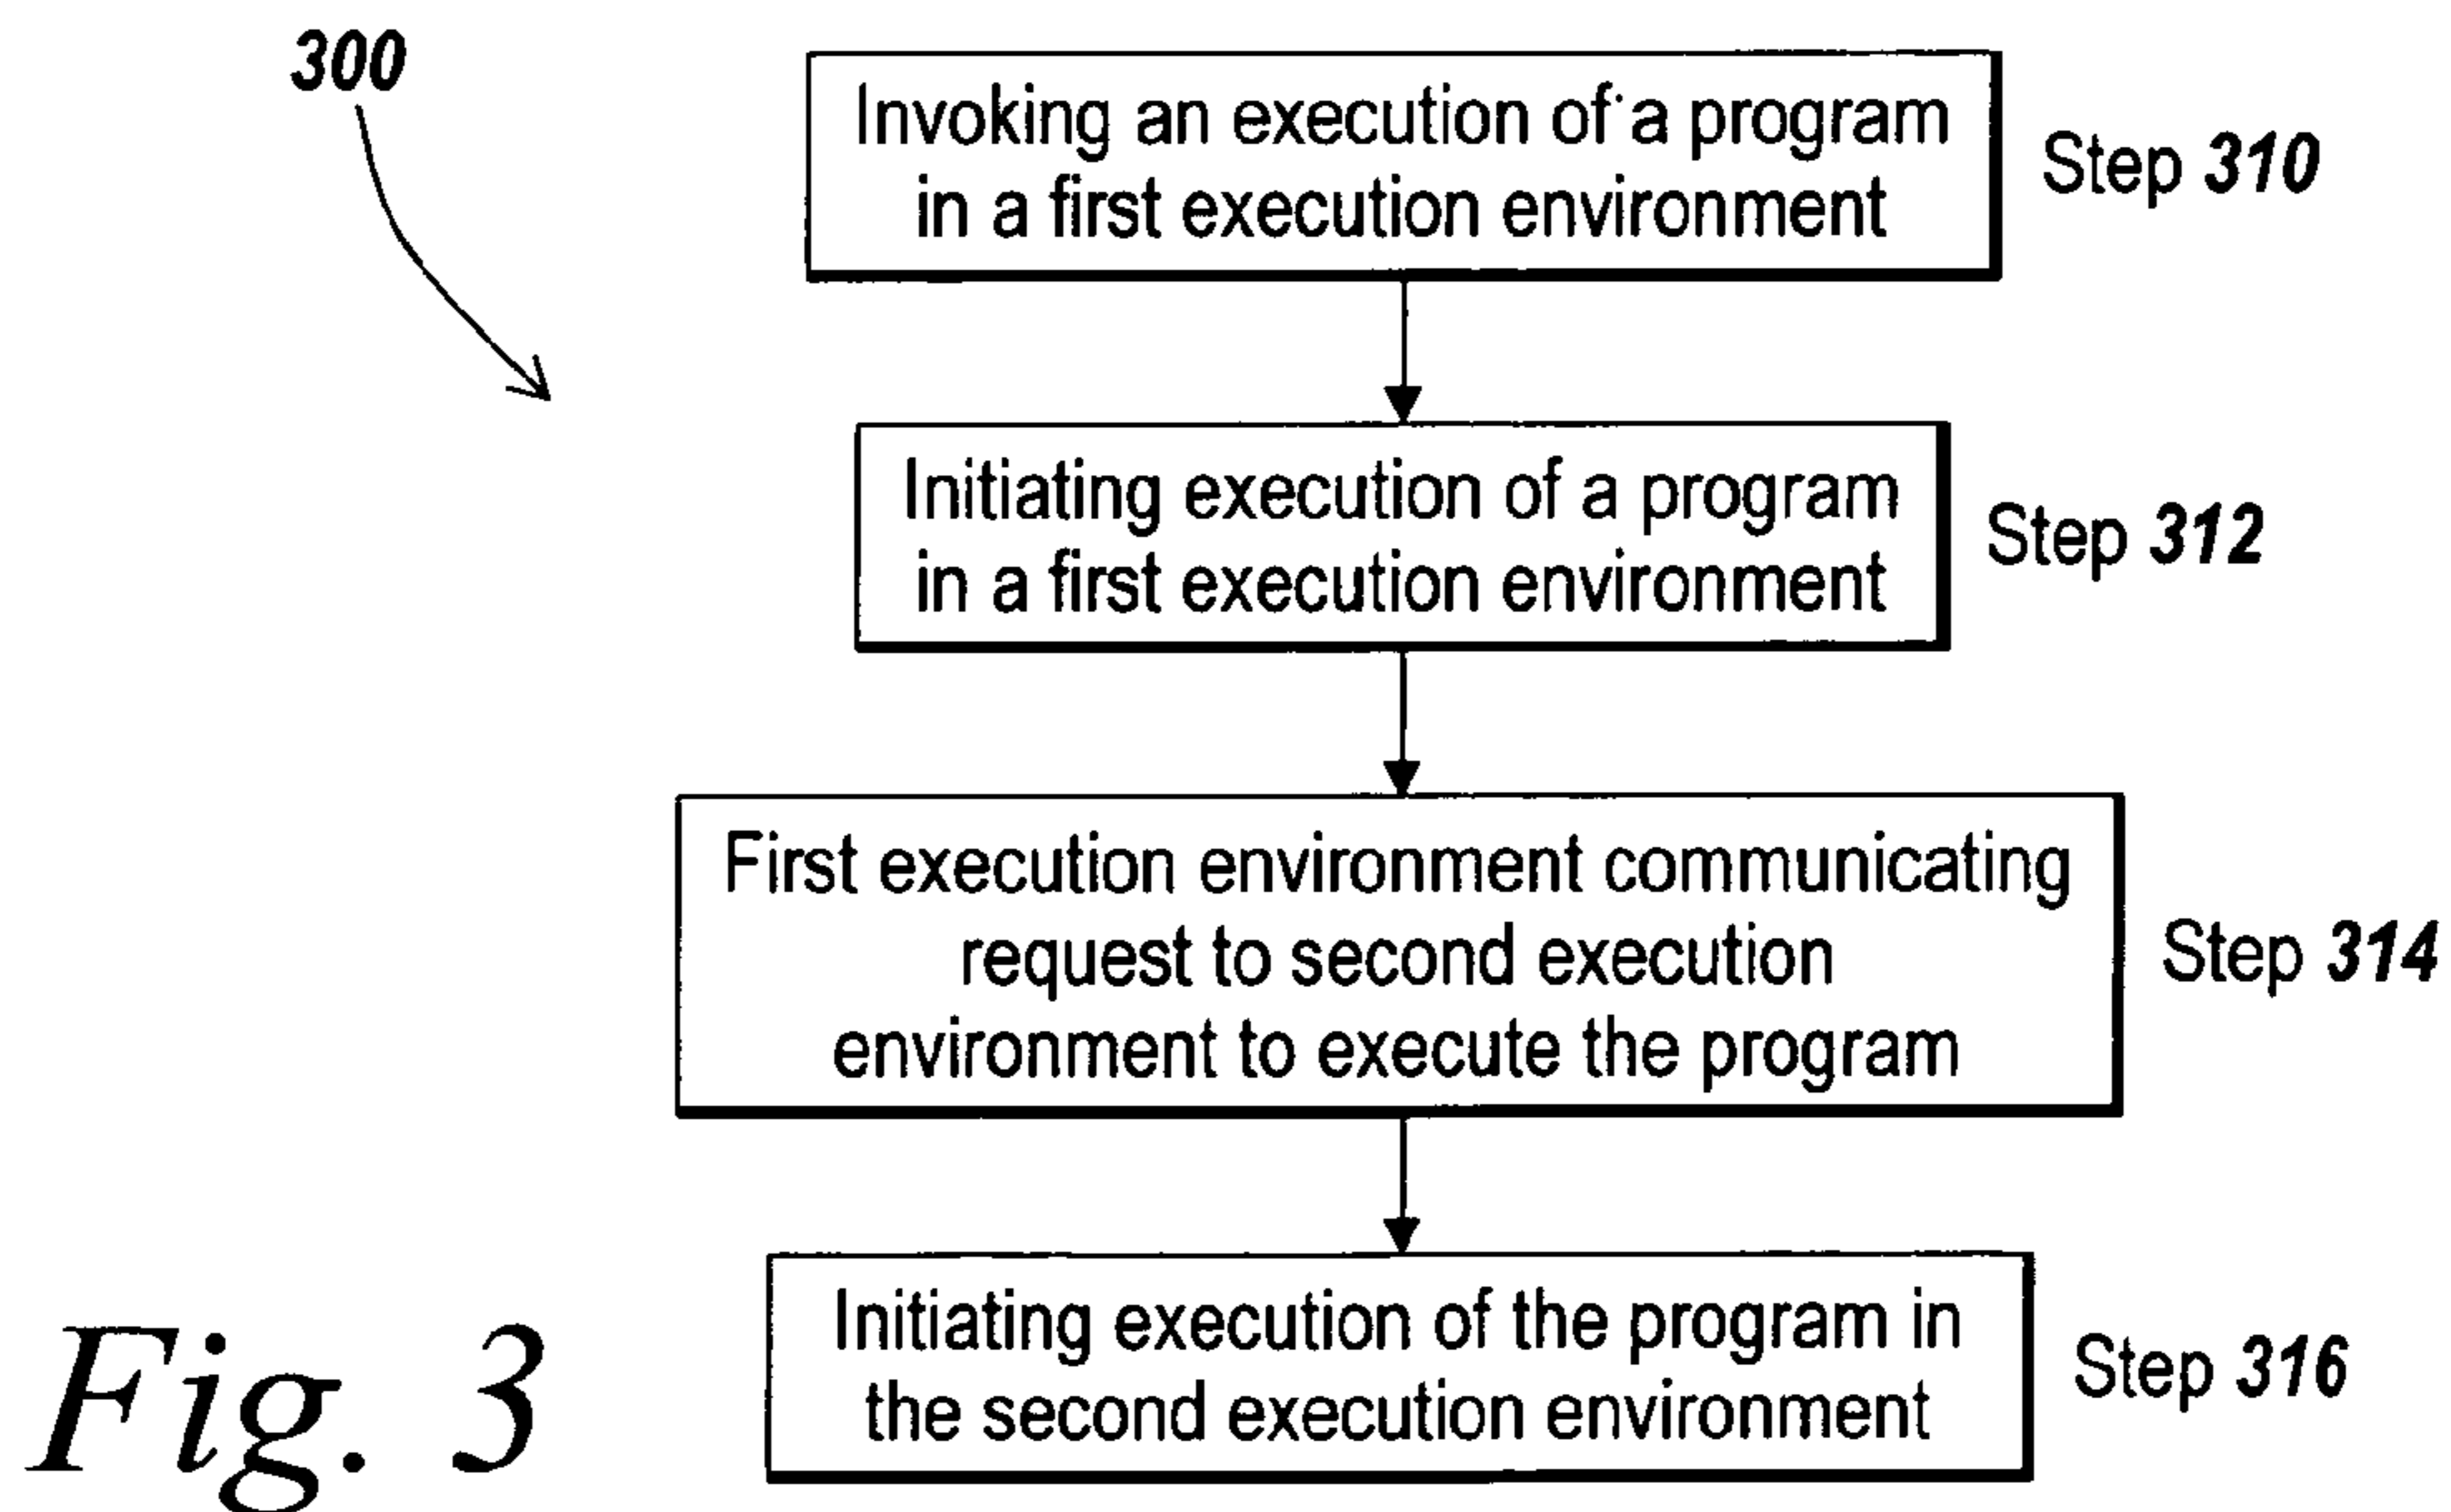 300
Invoking an execution of a program
in a first execution environment
Step 310
Initiating execution of a program
in a first execution environment
Step 312
First execution environment communicating
request to second execution
environment to execute the program
Step 314
Initiating execution of the program in
the second execution environment
Step 316
Fig. 3